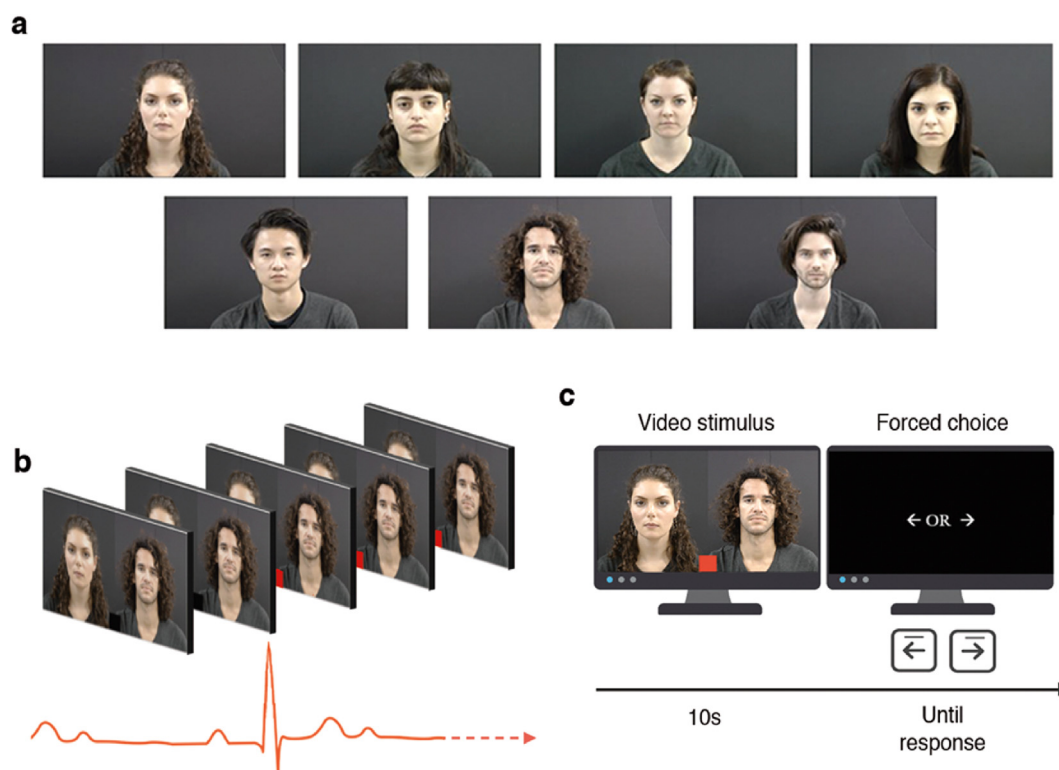 a
b
c
Video stimulus
Forced choice
← OR →
← →
10s
Until
response